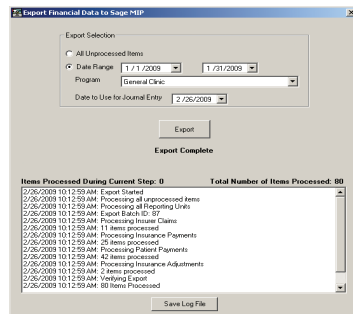 Export Financial Data to Sage MIP
Export Selection
All Unprocessed Items
Date Range 1 / 1 /2009 1 /31/2009
Program General Clinic
Date to Use for Journal Entry 2 /26/2009
Export
Export Complete
Items Processed During Current Step: 0 Total Number of Items Processed: 80
2/26/2009 10:12:59 AM: Export Started
2/26/2009 10:12:59 AM: Processing all unprocessed items
2/26/2009 10:12:59 AM: Processing all Reporting Units
2/26/2009 10:12:59 AM: Export Batch ID: 87
2/26/2009 10:12:59 AM: Processing Insurer Claims
2/26/2009 10:12:59 AM: 11 items processed
2/26/2009 10:12:59 AM: Processing Insurance Payments
2/26/2009 10:12:59 AM: 25 items processed
2/26/2009 10:12:59 AM: Processing Patient Payments
2/26/2009 10:12:59 AM: 42 items processed
2/26/2009 10:12:59 AM: Processing Insurance Adjustments
2/26/2009 10:12:59 AM: 2 items processed
2/26/2009 10:12:59 AM: Verifying Export
2/26/2009 10:12:59 AM: 80 Items Processed
Save Log File